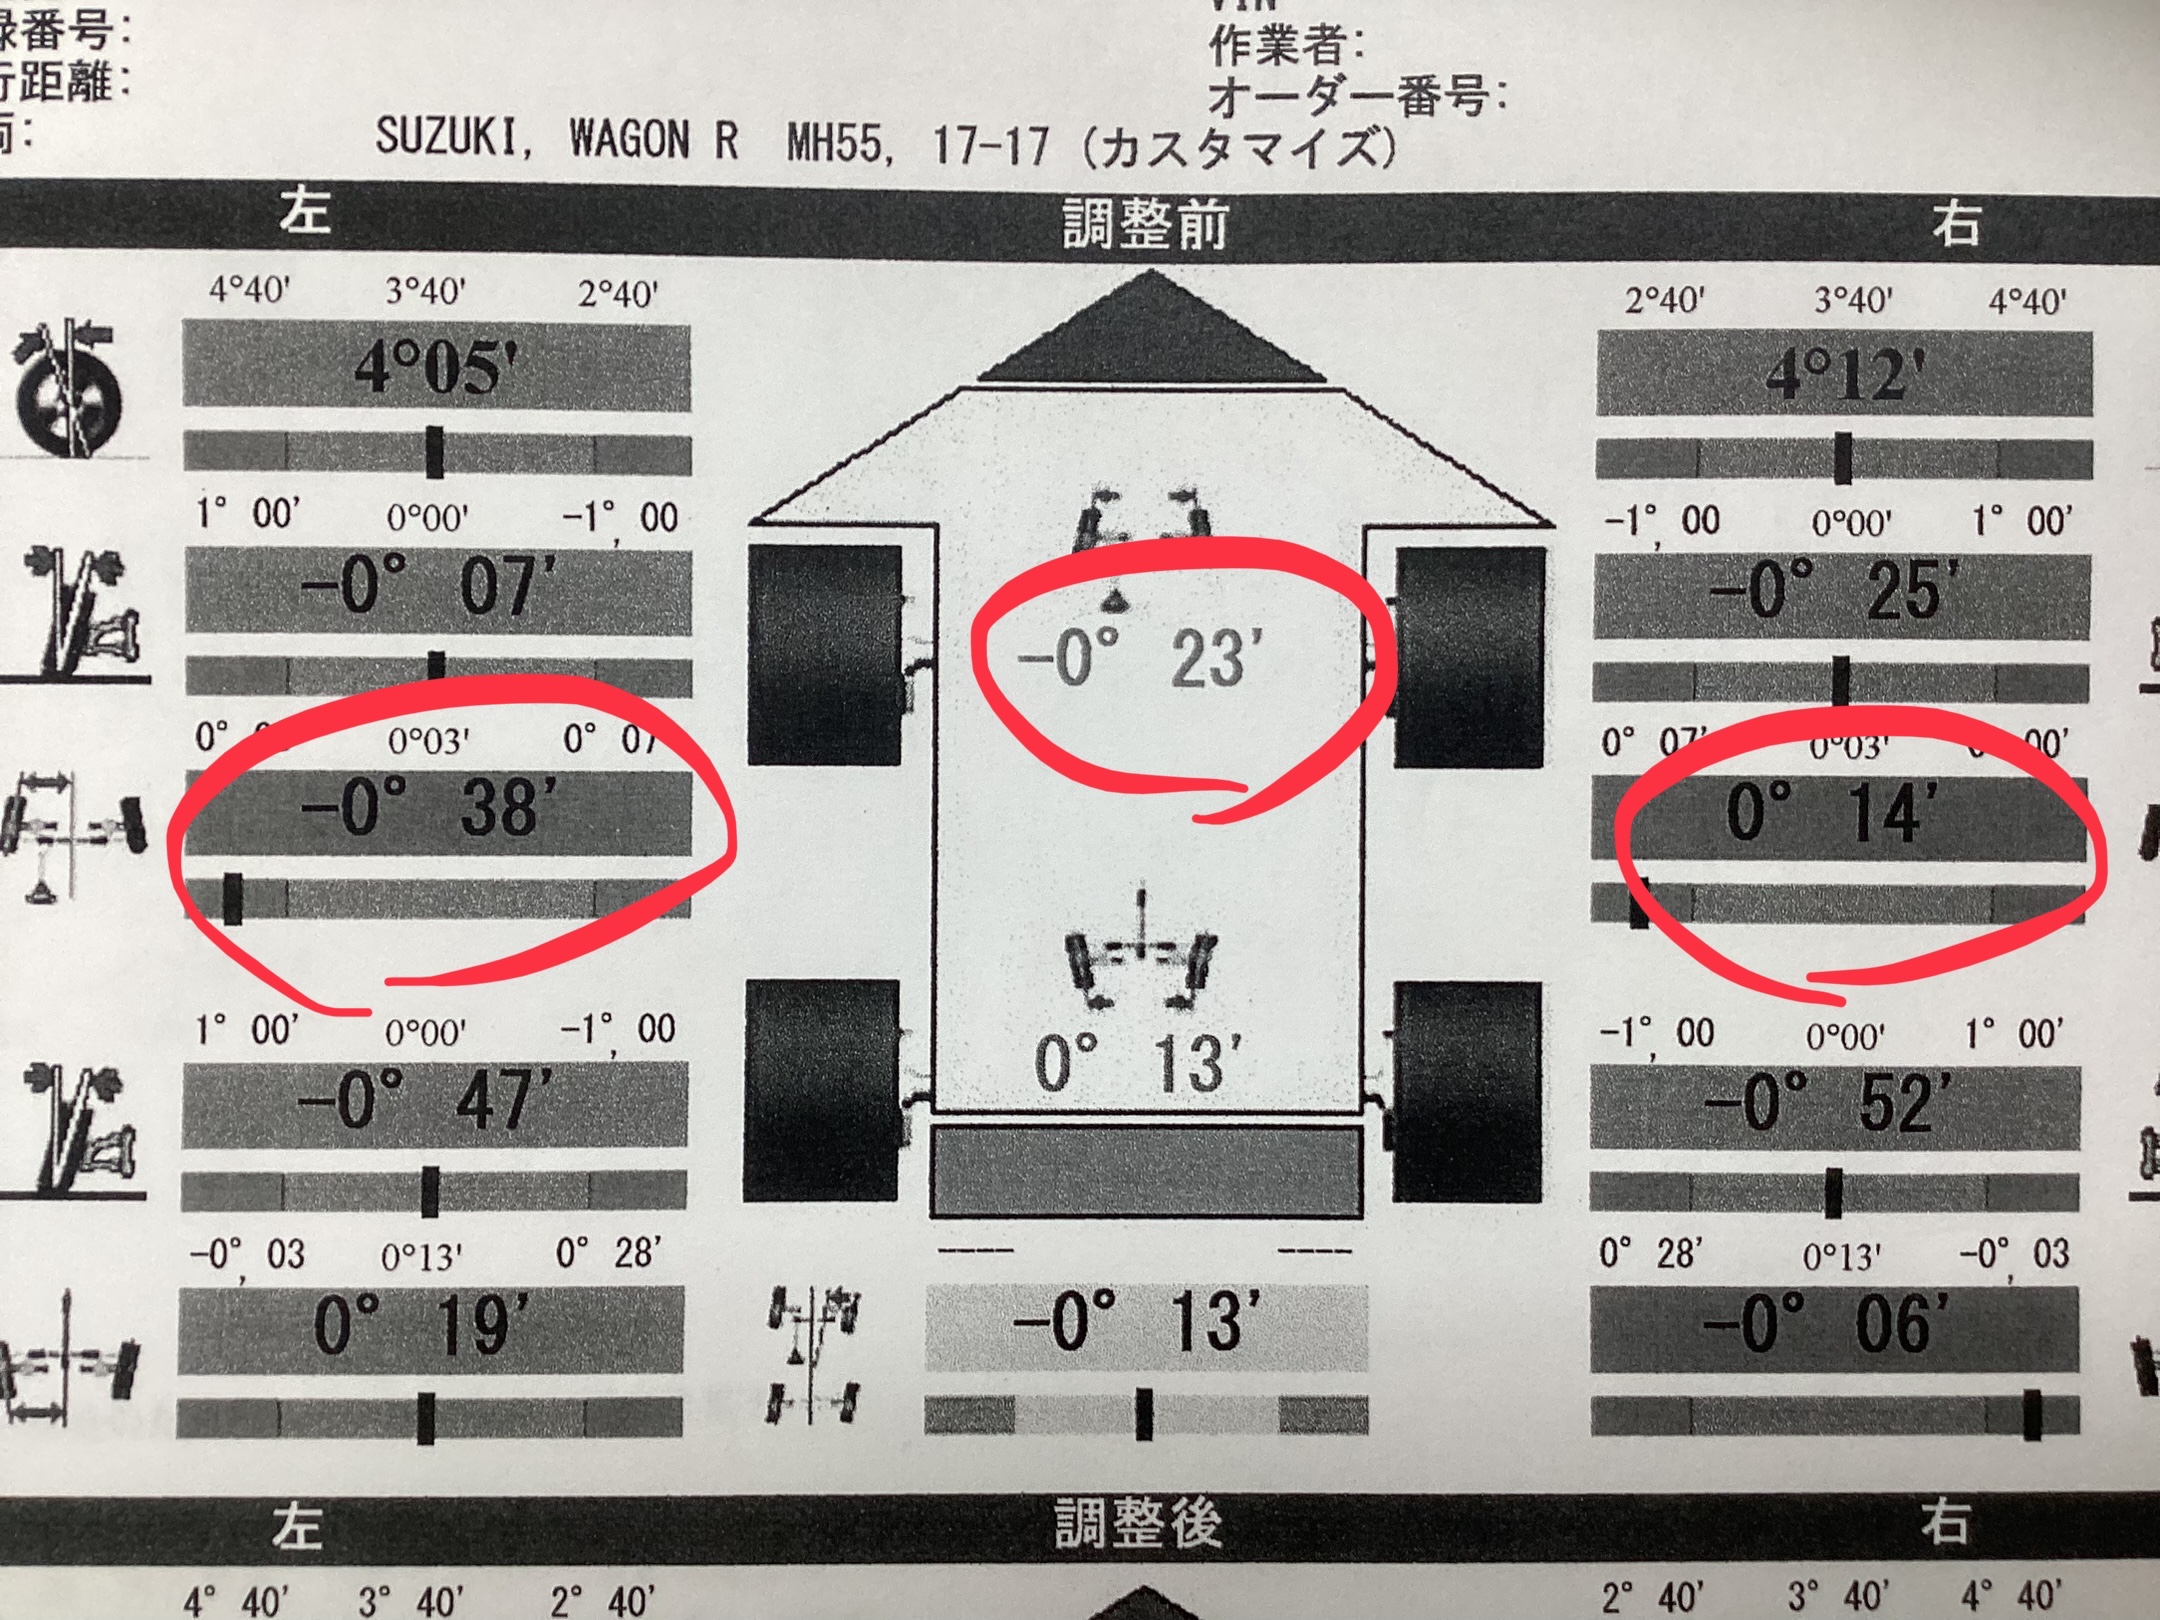 VIN
録番号:
作業者:
行距離:
オーダー番号:
両:
SUZUKI, WAGON R MH55, 17-17 (カスタマイズ)
左 調整前 右
4°40' 3°40' 2°40' 2°40' 3°40' 4°40'
4°05' 4°12'
1° 00' 0°00' -1° 00' -1° 00' 0°00' 1° 00'
-0° 07' -0° 25'
-0° 23'
0° 0°03' 0° 07 0° 07' 0°03' 00'
-0° 38' 0° 14'
1° 00' 0°00' -1° 00' -1° 00' 0°00' 1° 00'
0° 13'
-0° 47' -0° 52'
-0° 03' 0°13' 0° 28' ---- ---- 0° 28' 0°13' -0° 03'
0° 19' -0° 13' -0° 06'
左 調整後 右
4° 40' 3° 40' 2° 40' 2° 40' 3° 40' 4° 40'